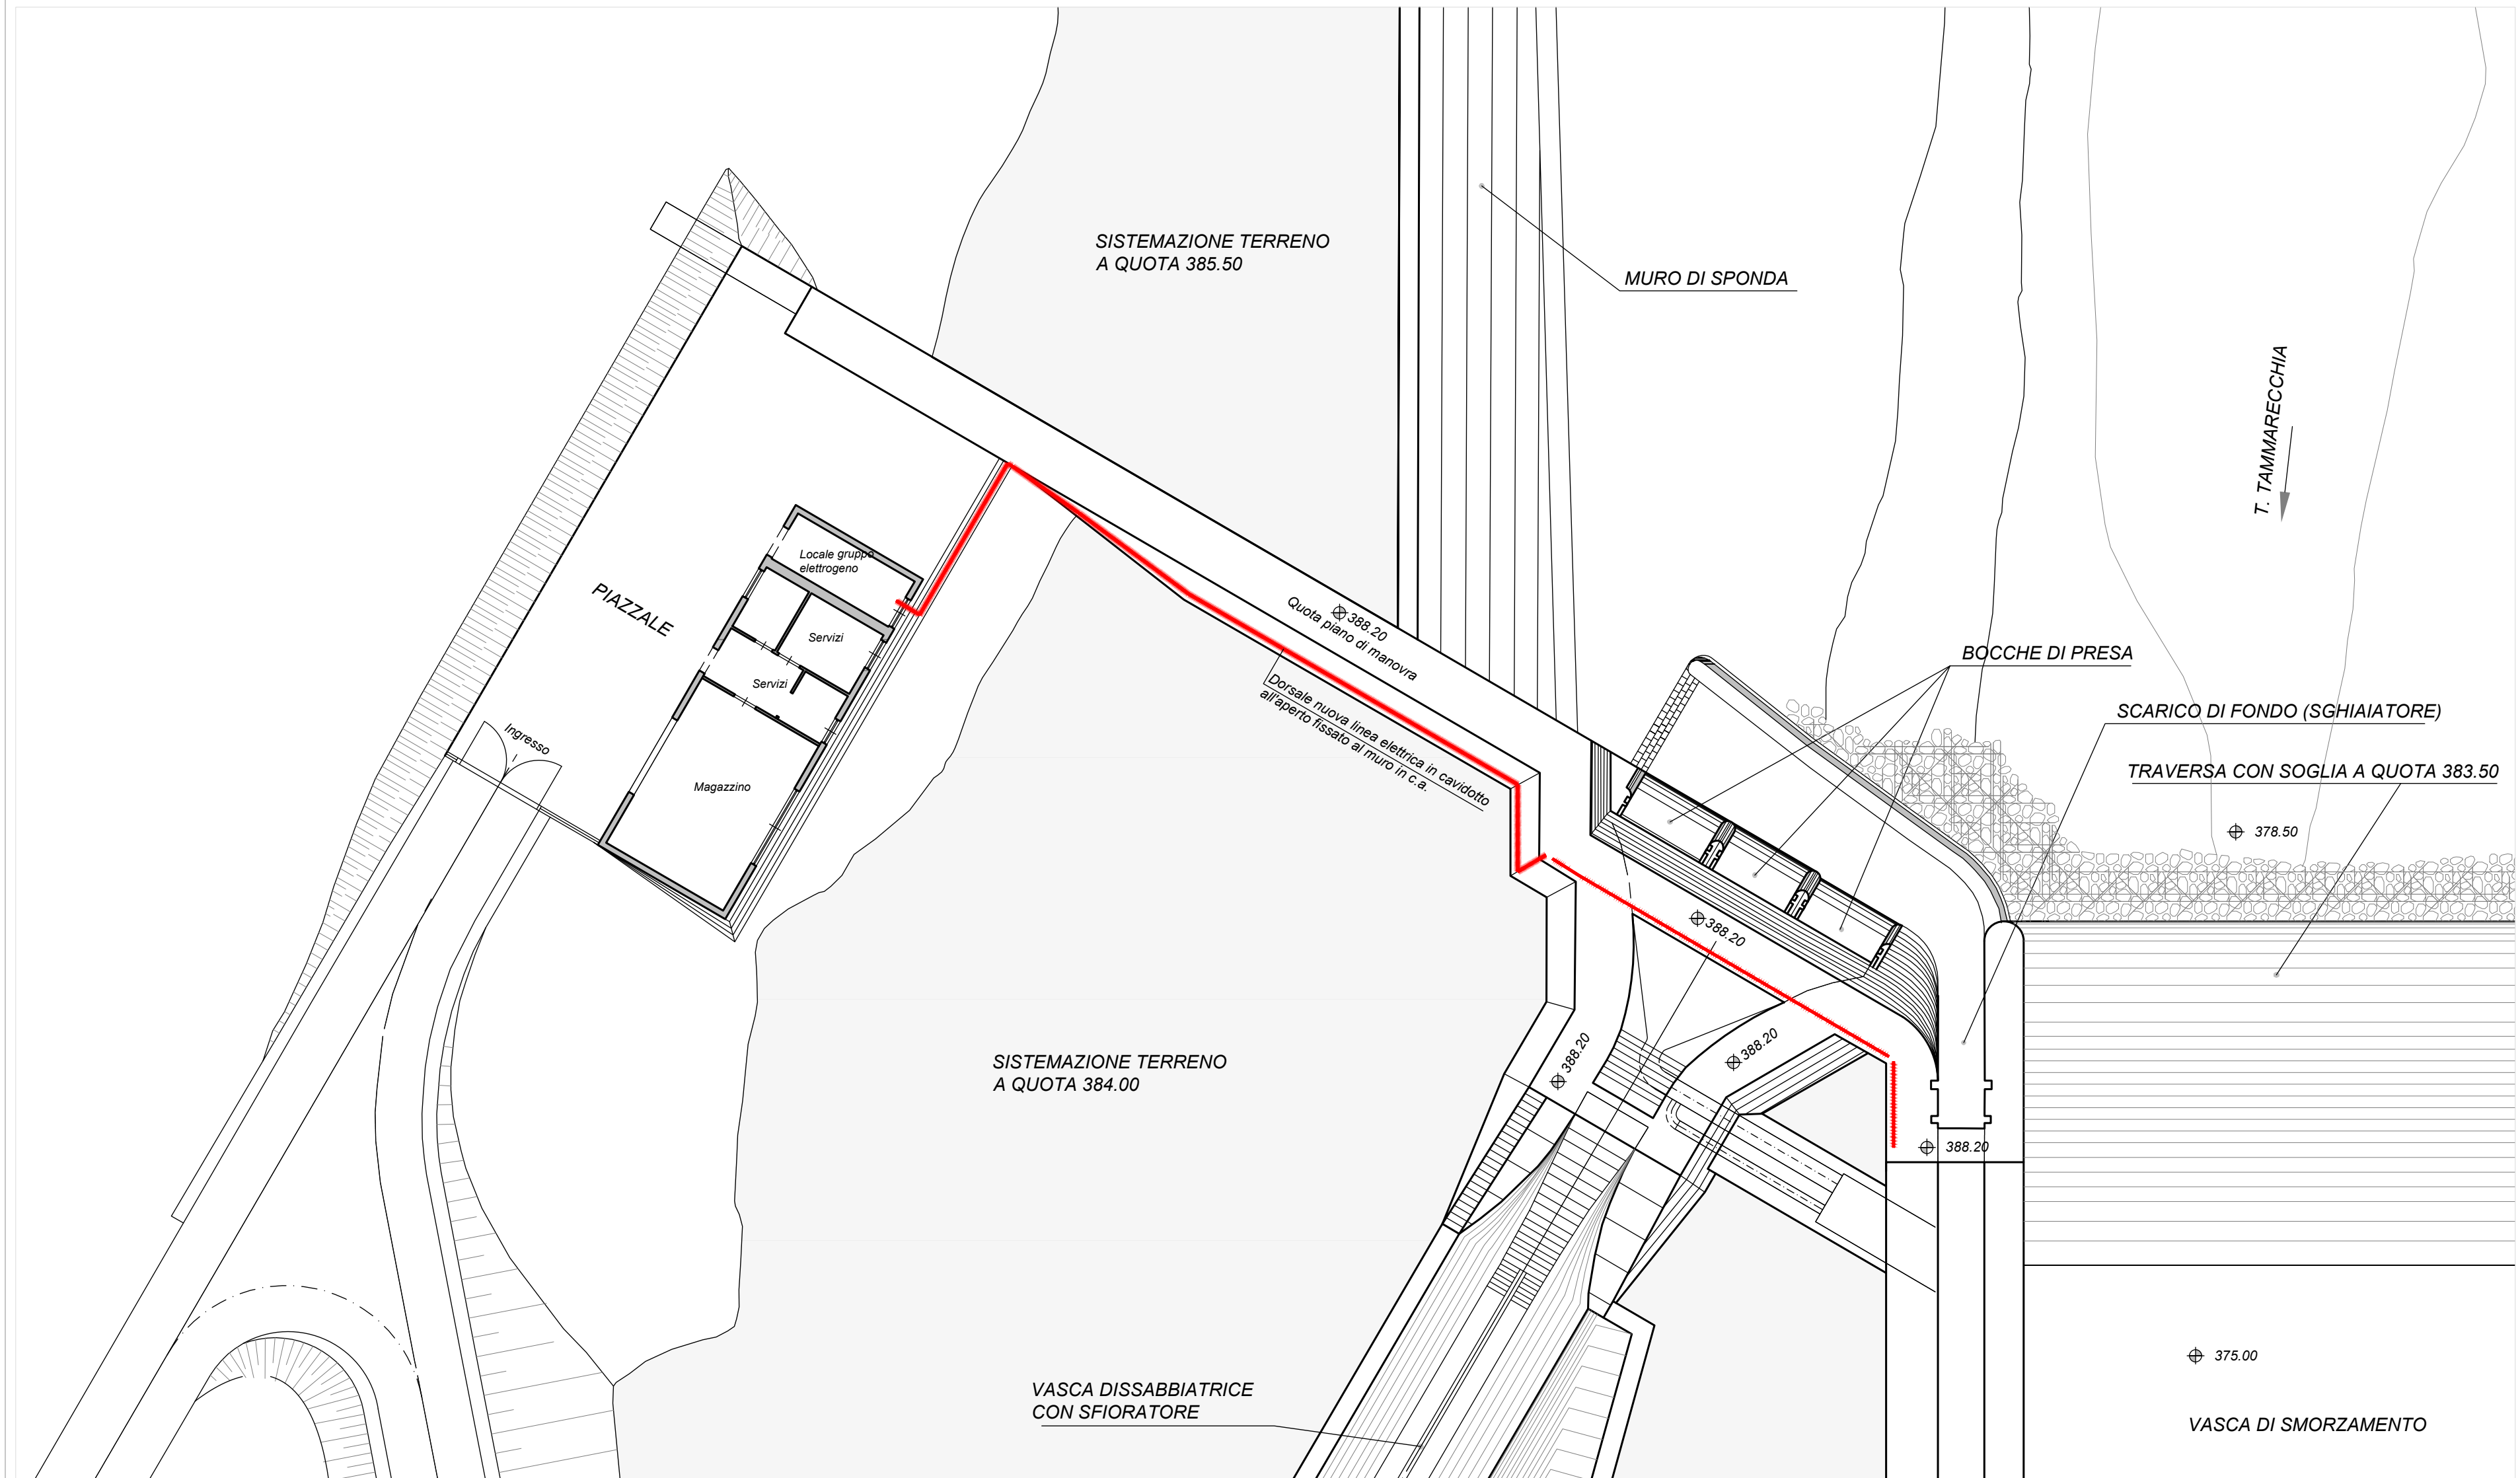 SISTEMAZIONE TERRENO
A QUOTA 385.50
MURO DI SPONDA
T. TAMMARECCHIA
Locale gruppo
elettrogeno
PIAZZALE
Servizi
Servizi
Ingresso
Magazzino
388.20
Quota piano di manovra
Dorsale nuova linea elettrica in cavidotto
all'aperto fissato al muro in c.a.
BOCCHE DI PRESA
SCARICO DI FONDO (SGHIAIATORE)
TRAVERSA CON SOGLIA A QUOTA 383.50
378.50
388.20
388.20
388.20
388.20
SISTEMAZIONE TERRENO
A QUOTA 384.00
375.00
VASCA DISSABBIATRICE
CON SFIORATORE
VASCA DI SMORZAMENTO